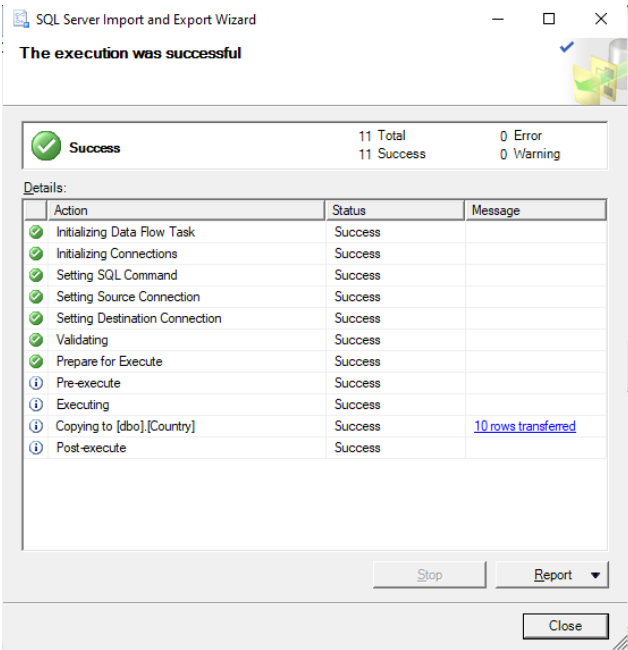 SQL Server Import and Export Wizard
The execution was successful
Success
11 Total 0 Error
11 Success 0 Warning
Details:
Action Status Message
Initializing Data Flow Task Success
Initializing Connections Success
Setting SQL Command Success
Setting Source Connection Success
Setting Destination Connection Success
Validating Success
Prepare for Execute Success
Pre-execute Success
Executing Success
Copying to [dbo].[Country] Success 10 rows transferred
Post-execute Success
Stop Report
Close